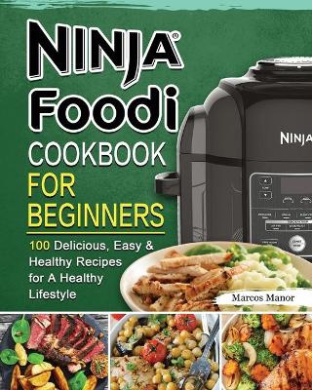 NINJA®
Foodi
COOKBOOK
FOR
BEGINNERS
100 Delicious, Easy &
Healthy Recipes
for A Healthy
Lifestyle
NINJA
Marcos Manor